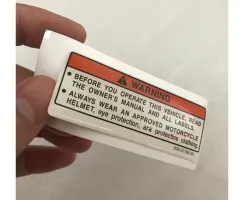 WARNING
• BEFORE YOU OPERATE THIS VEHICLE, READ
THE OWNER'S MANUAL AND ALL LABELS.
• ALWAYS WEAR AN APPROVED MOTORCYCLE
HELMET, eye protection, ara protective clothing